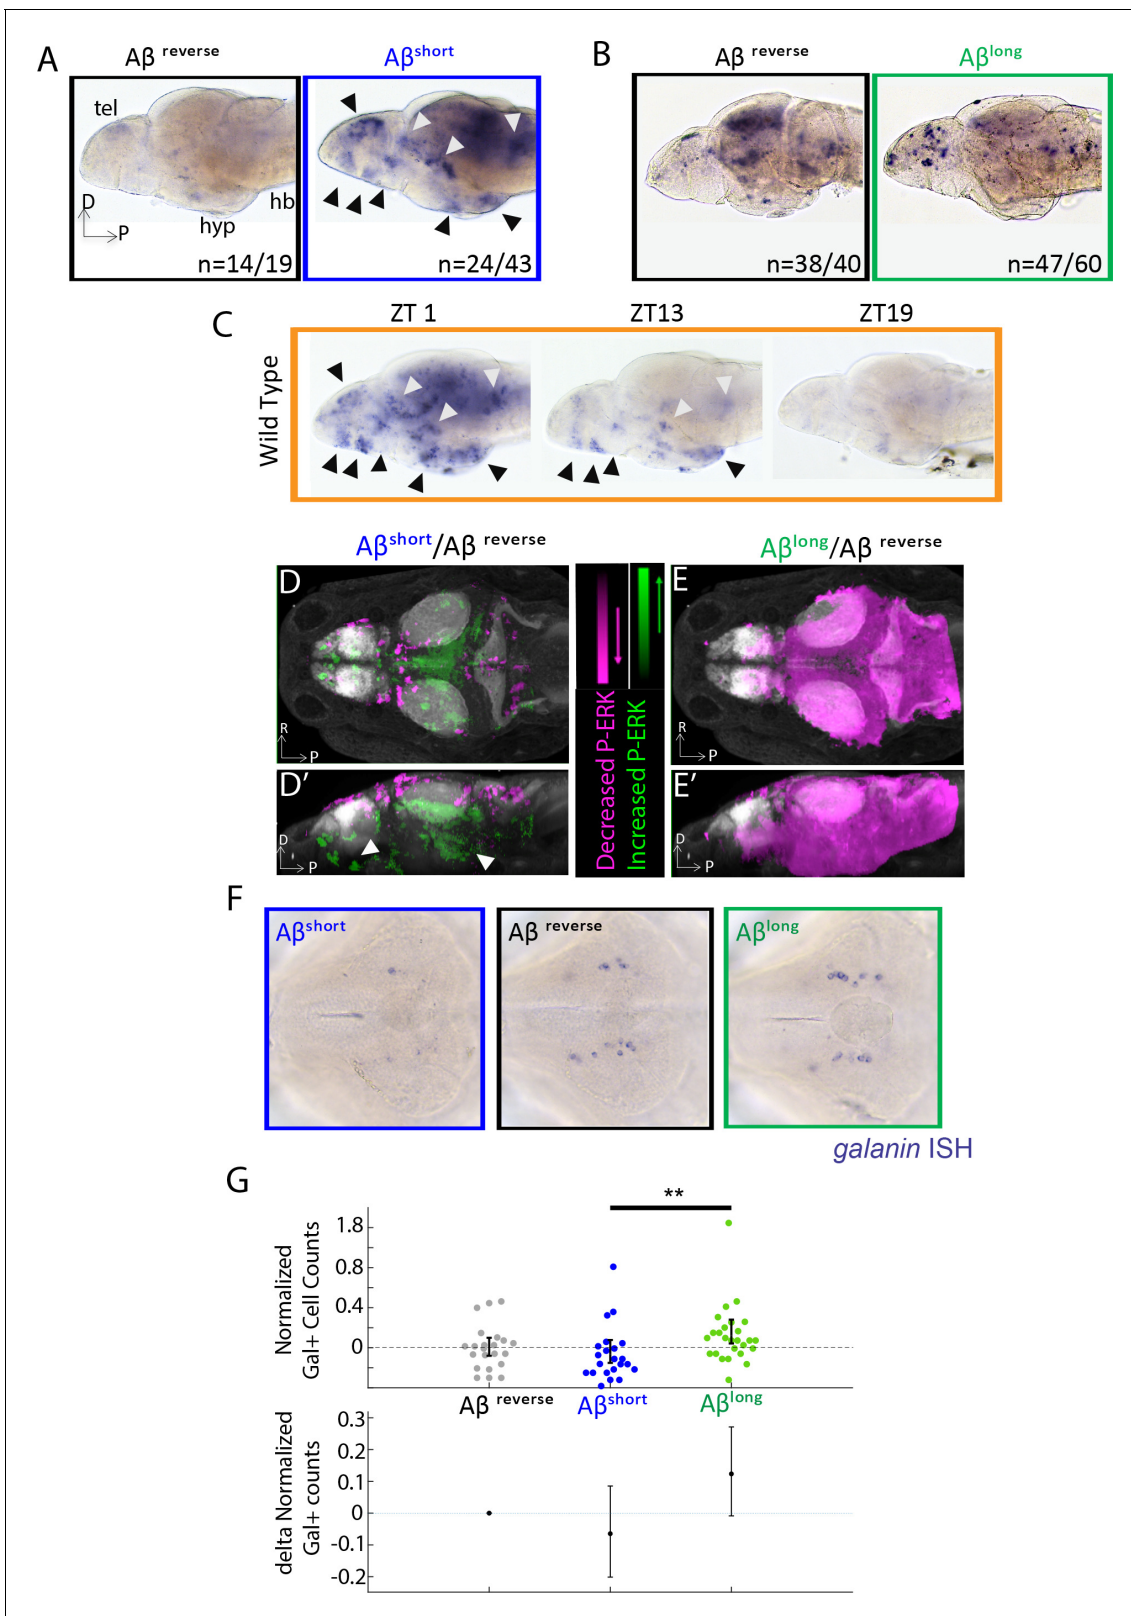 A
Aβ reverse
Aβshort
tel
D
P
hyp
hb
n=14/19
n=24/43
B
Aβ reverse
Aβlong
n=38/40
n=47/60
C
ZT 1
ZT13
ZT19
Wild Type
Aβshort/Aβ reverse
Aβlong/Aβ reverse
D
R
P
D′
D
P
Decreased P-ERK
Increased P-ERK
E
R
P
E′
D
P
F
Aβshort
Aβ reverse
Aβlong
galanin ISH
G
**
Normalized
Gal+ Cell Counts
1.8
0.8
0.4
0
Aβ reverse
Aβshort
Aβlong
delta Normalized
Gal+ counts
0.3
0.2
0.1
0
-0.1
-0.2